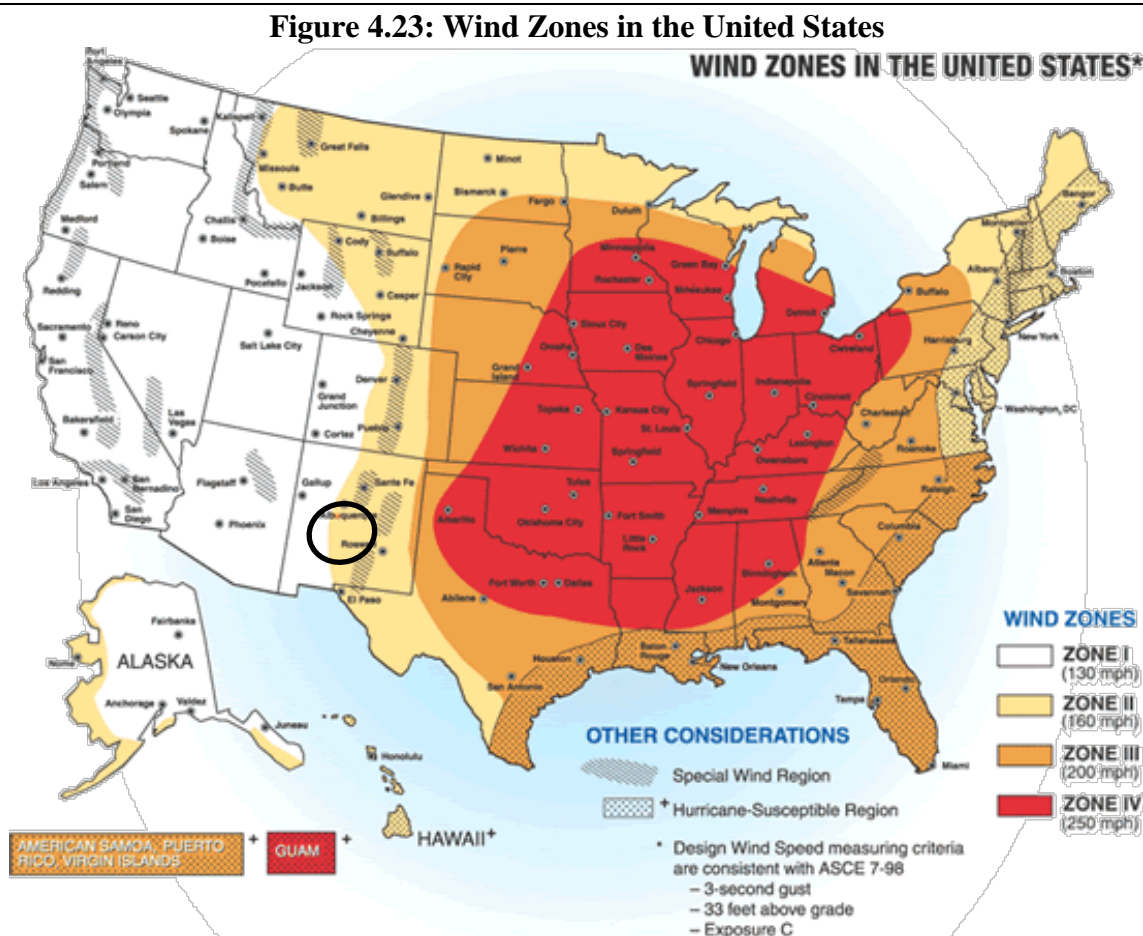 Figure 4.23: Wind Zones in the United States
WIND ZONES IN THE UNITED STATES*
Port
Angeles
Seattle
Olympia
Spokane
Kalispell
Great Falls
Minot
Portland
Salem
Missoula
Butte
Glendive
Bismarck
Fargo
Duluth
Bangor
Medford
Challis
Boise
Billings
Montpelier
Cody
Buffalo
Pierre
Minneapolis
Green Bay
Albany
Boston
Redding
Pocatello
Jackson
Rapid
City
Rochester
Milwaukee
Buffalo
Casper
Detroit
Rock Springs
Sioux City
New York
Sacramento
Reno
Carson City
Salt Lake City
Cheyenne
Omaha
Des
Moines
Chicago
Cleveland
Harrisburg
San
Francisco
Grand
Island
Denver
Grand
Junction
Springfield
Indianapolis
Cincinnati
Washington, DC
Bakersfield
Las
Vegas
Topeka
Kansas City
Charleston
Pueblo
Cortez
St. Louis
Lexington
Roanoke
Wichita
Springfield
Owensboro
Los Angeles
San
Bernadino
Flagstaff
Gallup
Santa Fe
Tulsa
Nashville
Raleigh
San
Diego
Phoenix
Albuquerque
Amarillo
Oklahoma City
Fort Smith
Memphis
Columbia
Roswell
Little
Rock
Atlanta
Birmingham
Macon
Savannah
El Paso
Abilene
Fort Worth
Dallas
Jackson
Montgomery
WIND ZONES
Fairbanks
Tallahassee
Nome
ALASKA
Houston
Baton
Rouge
New Orleans
ZONE I
(130 mph)
Orlando
Anchorage
Valdez
Juneau
San Antonio
Tampa
ZONE II
(160 mph)
OTHER CONSIDERATIONS
Honolulu
Special Wind Region
Miami
ZONE III
(200 mph)
+ Hurricane-Susceptible Region
ZONE IV
(250 mph)
HAWAII+
AMERICAN SAMOA, PUERTO
RICO, VIRGIN ISLANDS
+
GUAM
+
* Design Wind Speed measuring criteria
are consistent with ASCE 7-98
– 3-second gust
– 33 feet above grade
– Exposure C